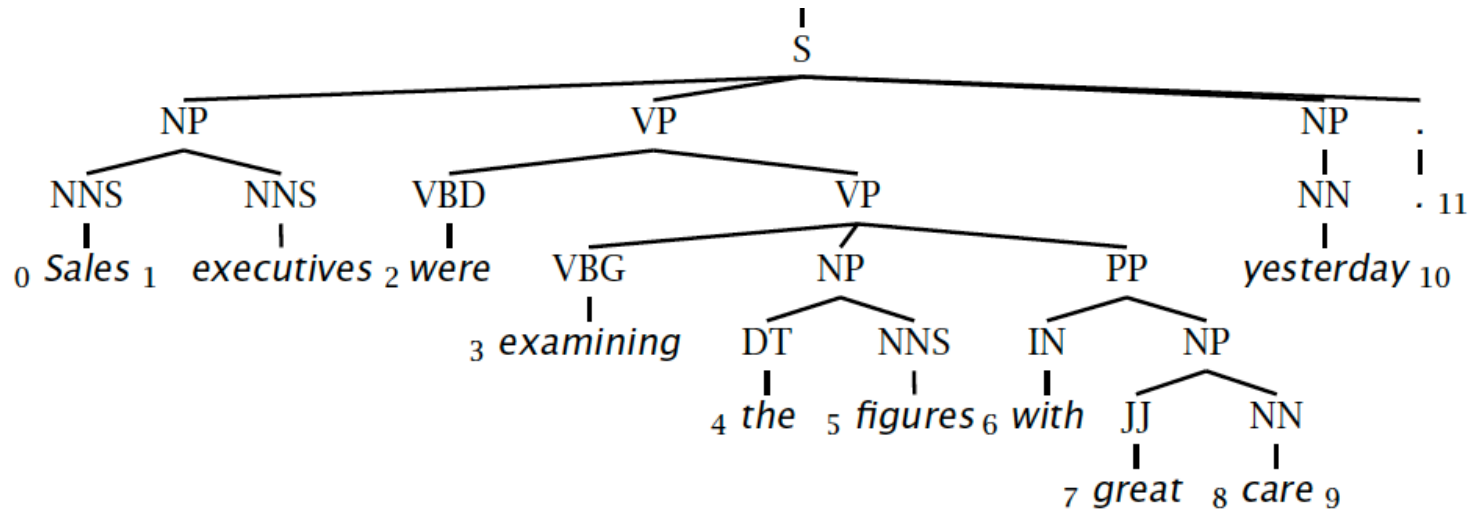 S
NP VP NP .
NNS NNS VBD VP NN . 11
0 Sales 1 executives 2 were VBG NP PP yesterday 10
3 examining DT NNS IN NP
4 the 5 figures 6 with JJ NN
7 great 8 care 9